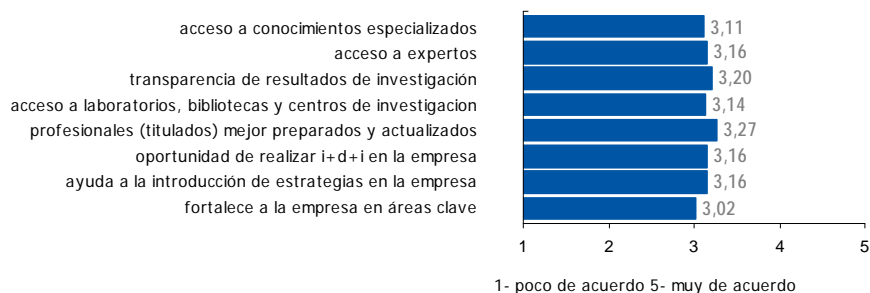 acceso a conocimientos especializados 3,11
acceso a expertos 3,16
transparencia de resultados de investigación 3,20
acceso a laboratorios, bibliotecas y centros de investigacion 3,14
profesionales (titulados) mejor preparados y actualizados 3,27
oportunidad de realizar i+d+i en la empresa 3,16
ayuda a la introducción de estrategias en la empresa 3,16
fortalece a la empresa en áreas clave 3,02
1 2 3 4 5
1- poco de acuerdo 5- muy de acuerdo